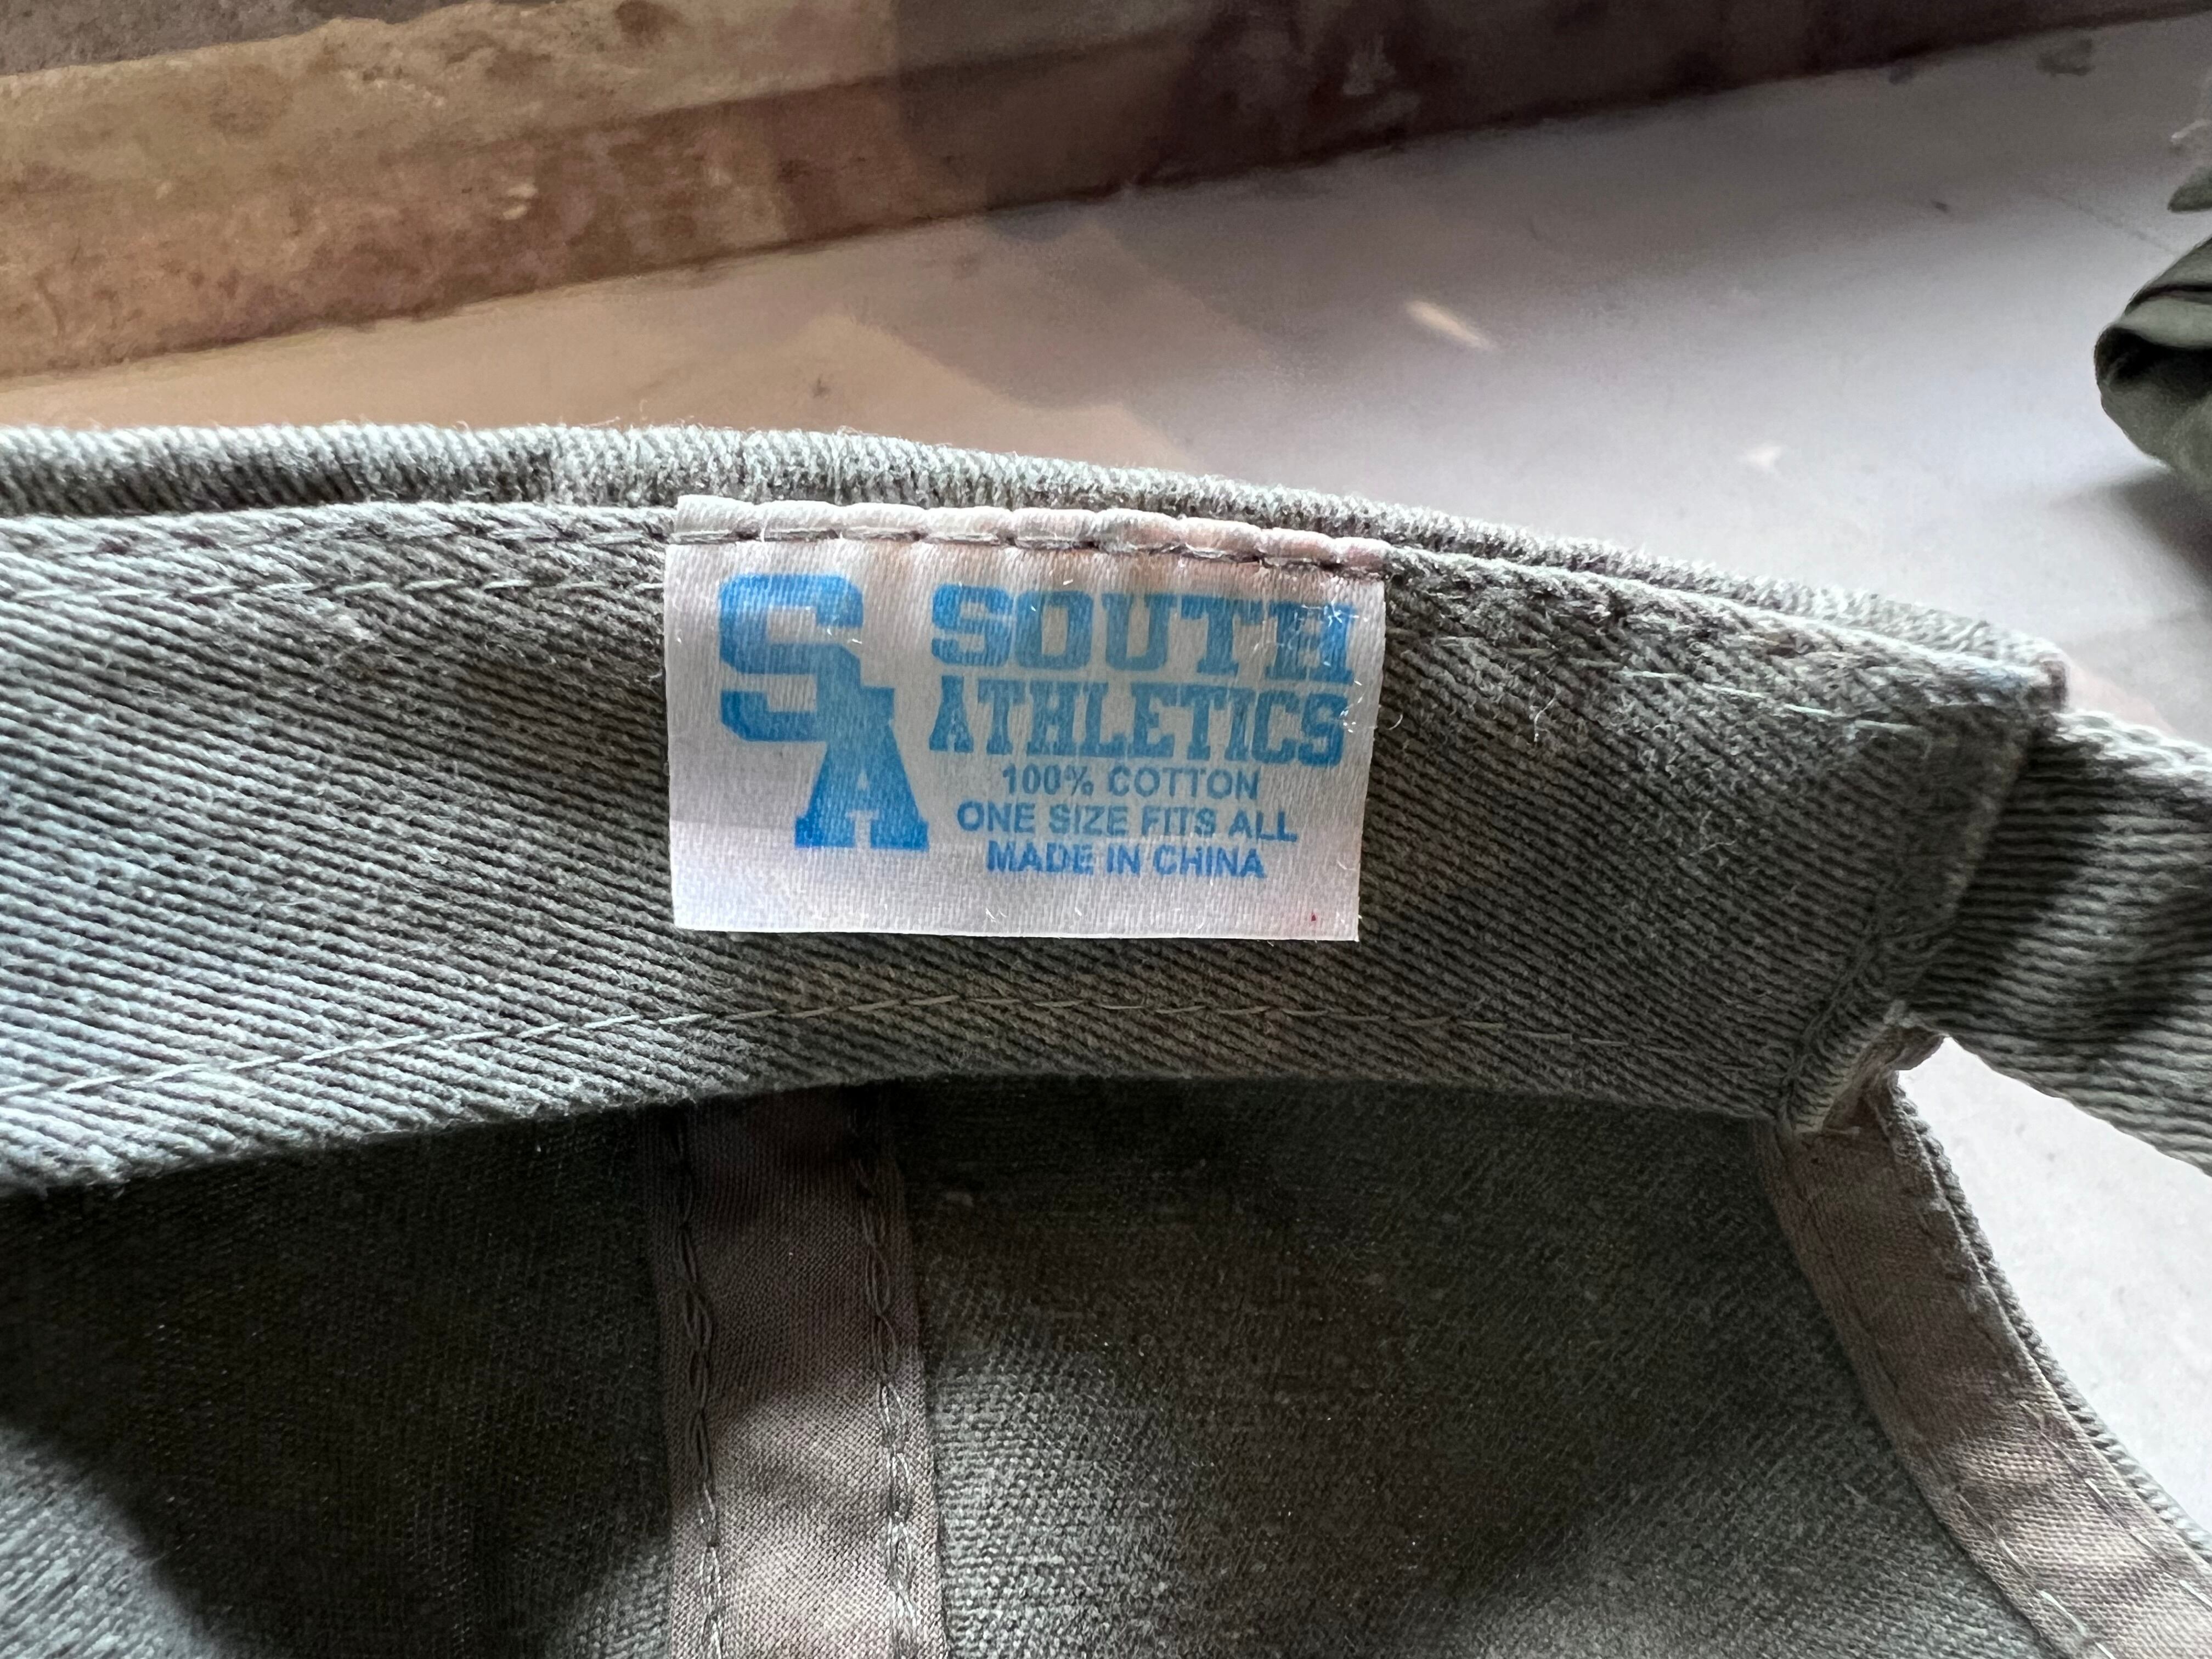 SA
SOUTH
ATHLETICS
100% COTTON
ONE SIZE FITS ALL
MADE IN CHINA